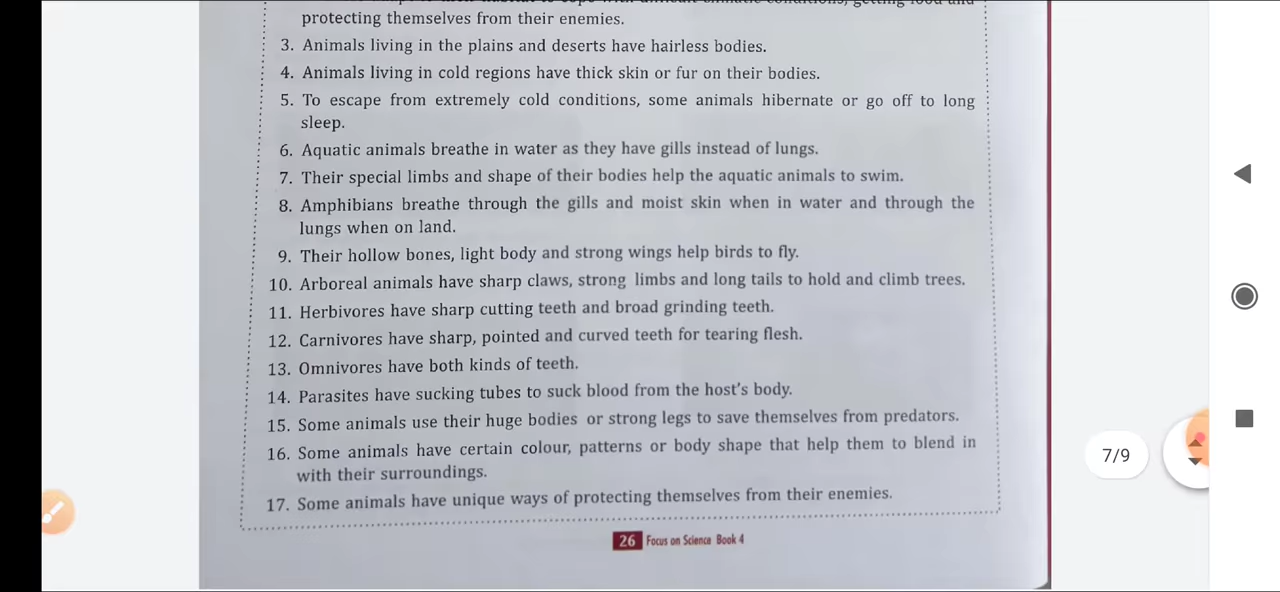 protecting themselves from their enemies.
3. Animals living in the plains and deserts have hairless bodies.
4. Animals living in cold regions have thick skin or fur on their bodies.
5. To escape from extremely cold conditions, some animals hibernate or go off to long
sleep.
6. Aquatic animals breathe in water as they have gills instead of lungs.
7. Their special limbs and shape of their bodies help the aquatic animals to swim.
8. Amphibians breathe through the gills and moist skin when in water and through the
lungs when on land.
9. Their hollow bones, light body and strong wings help birds to fly.
10. Arboreal animals have sharp claws, strong limbs and long tails to hold and climb trees.
11. Herbivores have sharp cutting teeth and broad grinding teeth.
12. Carnivores have sharp, pointed and curved teeth for tearing flesh.
13. Omnivores have both kinds of teeth.
14. Parasites have sucking tubes to suck blood from the host's body.
15. Some animals use their huge bodies or strong legs to save themselves from predators.
16. Some animals have certain colour, patterns or body shape that help them to blend in
with their surroundings.
17. Some animals have unique ways of protecting themselves from their enemies.
26 Focus on Science Book 4
7/9